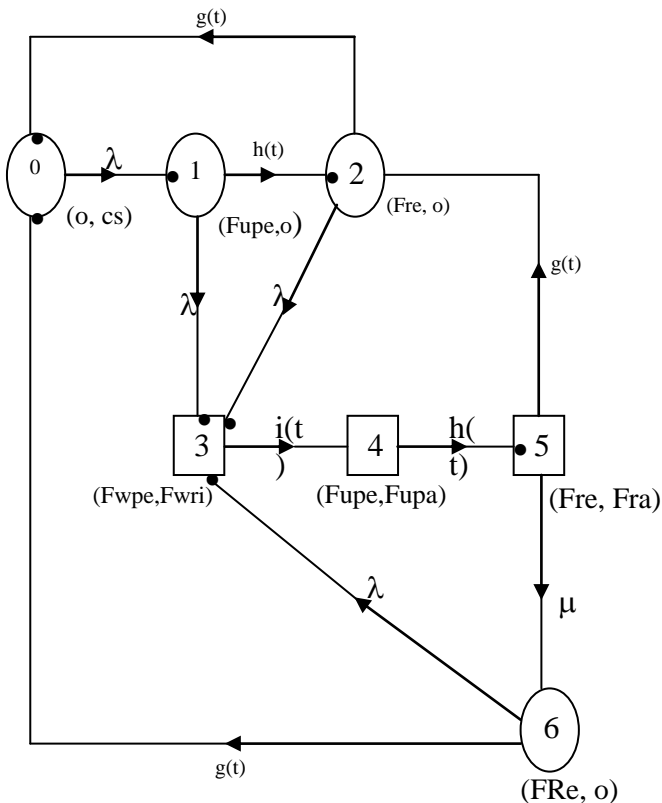 g(t)
0
λ
1
h(t)
2
(o, cs)
(Fupe,o)
(Fre, o)
g(t)
λ
λ
3
i(t
)
4
h(
t)
5
(Fwpe,Fwri)
(Fupe,Fupa)
(Fre, Fra)
λ
μ
6
g(t)
(FRe, o)